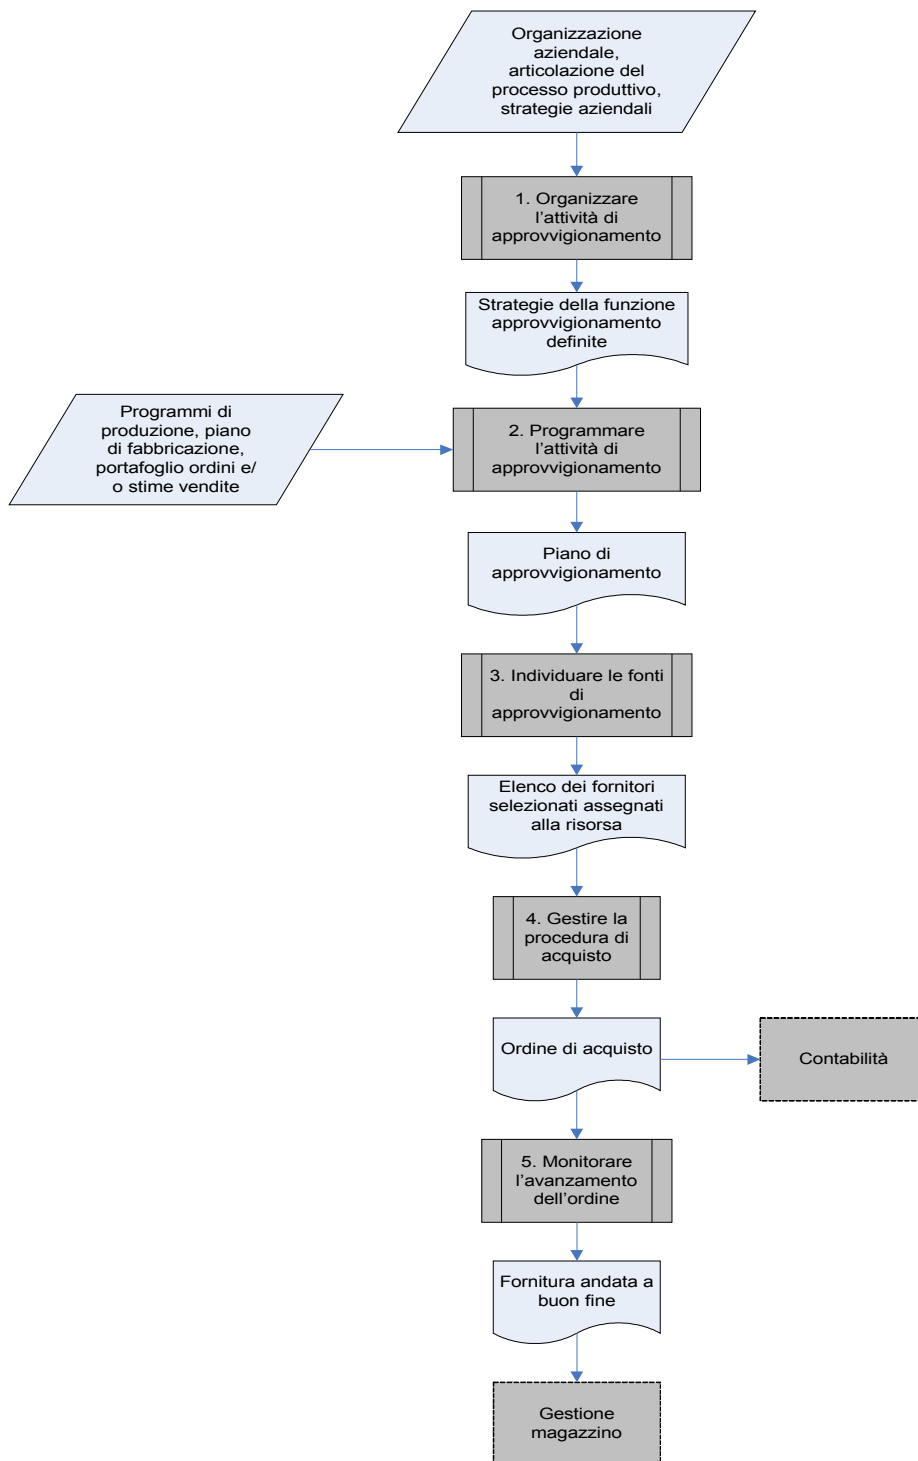 Organizzazione
aziendale,
articolazione del
processo produttivo,
strategie aziendali
1. Organizzare
l'attività di
approvvigionamento
Strategie della funzione
approvvigionamento
definite
Programmi di
produzione, piano
di fabbricazione,
portafoglio ordini e/
o stime vendite
2. Programmare
l'attività di
approvvigionamento
Piano di
approvvigionamento
3. Individuare le fonti
di
approvvigionamento
Elenco dei fornitori
selezionati assegnati
alla risorsa
4. Gestire la
procedura di
acquisto
Ordine di acquisto
Contabilità
5. Monitorare
l'avanzamento
dell'ordine
Fornitura andata a
buon fine
Gestione
magazzino